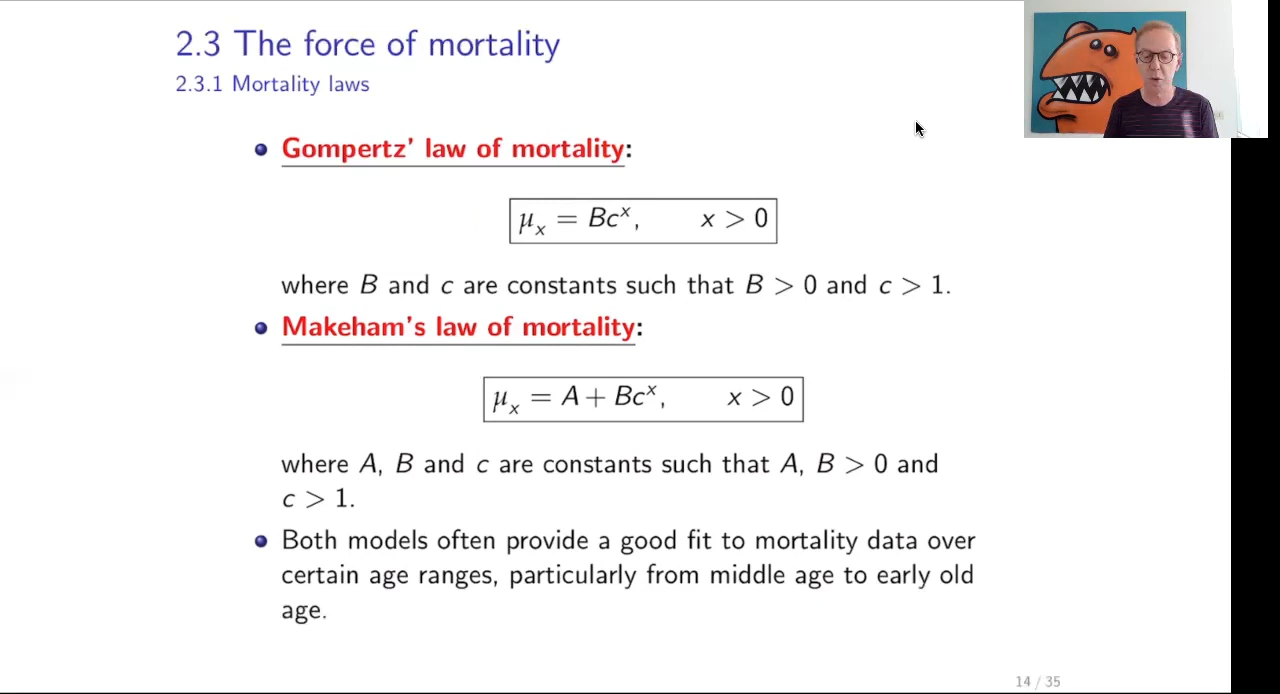 2.3 The force of mortality
2.3.1 Mortality laws
Gompertz' law of mortality:
μₓ = Bcˣ, x > 0
where B and c are constants such that B > 0 and c > 1.
Makeham's law of mortality:
μₓ = A + Bcˣ, x > 0
where A, B and c are constants such that A, B > 0 and
c > 1.
Both models often provide a good fit to mortality data over
certain age ranges, particularly from middle age to early old
age.
14 / 35